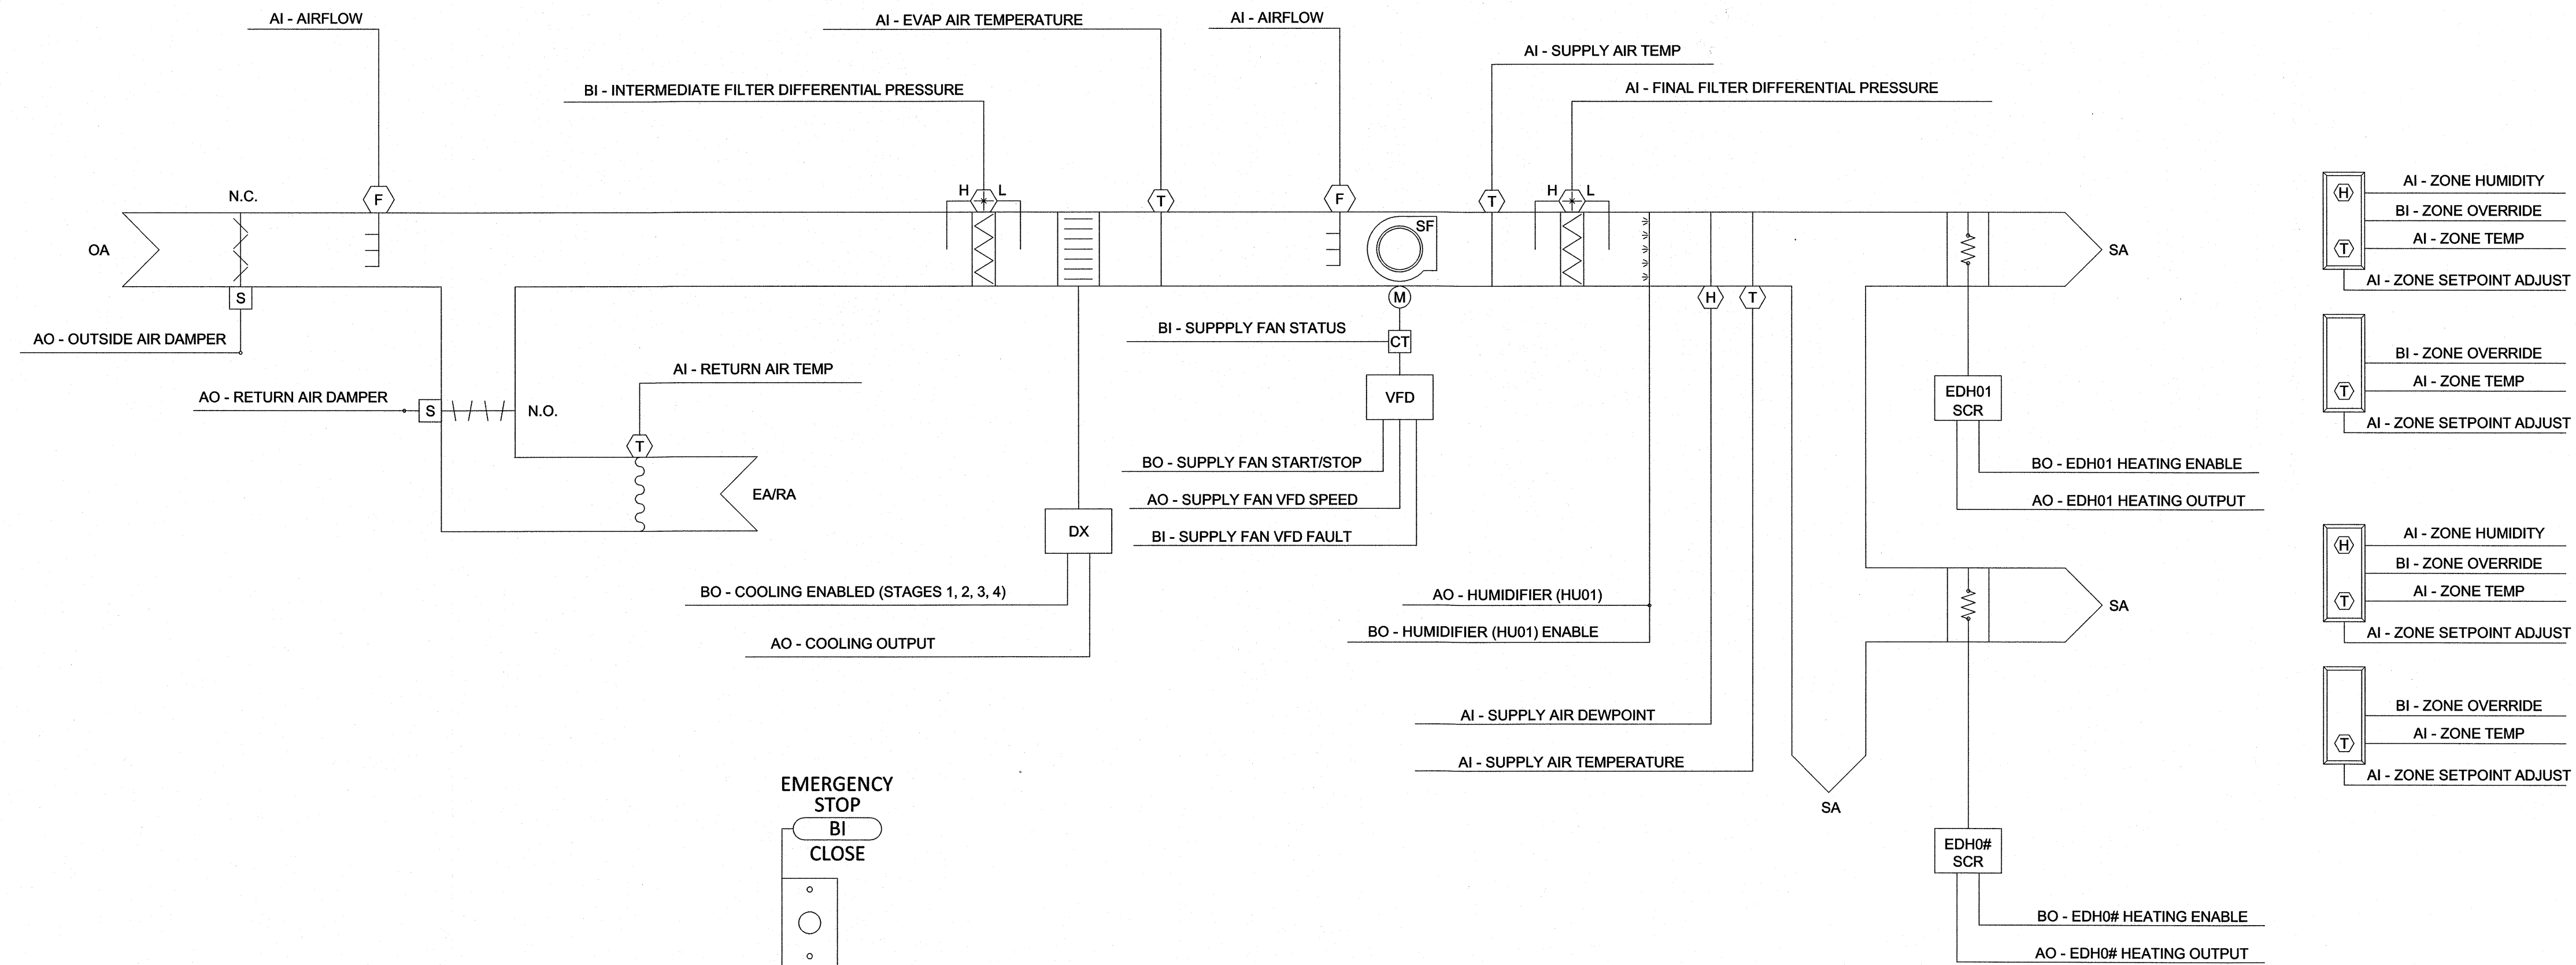 AI - AIRFLOW
AI - EVAP AIR TEMPERATURE
AI - AIRFLOW
AI - SUPPLY AIR TEMP
BI - INTERMEDIATE FILTER DIFFERENTIAL PRESSURE
AI - FINAL FILTER DIFFERENTIAL PRESSURE
N.C.
F
H
L
T
F
T
H
L
OA
SF
SA
S
M
H
T
AO - OUTSIDE AIR DAMPER
BI - SUPPPLY FAN STATUS
CT
AI - RETURN AIR TEMP
AO - RETURN AIR DAMPER
S
N.O.
VFD
EDH01
SCR
T
BO - SUPPLY FAN START/STOP
BO - EDH01 HEATING ENABLE
EA/RA
AO - SUPPLY FAN VFD SPEED
AO - EDH01 HEATING OUTPUT
DX
BI - SUPPLY FAN VFD FAULT
BO - COOLING ENABLED (STAGES 1, 2, 3, 4)
AO - HUMIDIFIER (HU01)
SA
AO - COOLING OUTPUT
BO - HUMIDIFIER (HU01) ENABLE
AI - SUPPLY AIR DEWPOINT
AI - SUPPLY AIR TEMPERATURE
SA
EMERGENCY
STOP
BI
CLOSE
EDH0#
SCR
BO - EDH0# HEATING ENABLE
AO - EDH0# HEATING OUTPUT
H
AI - ZONE HUMIDITY
BI - ZONE OVERRIDE
T
AI - ZONE TEMP
AI - ZONE SETPOINT ADJUST
BI - ZONE OVERRIDE
T
AI - ZONE TEMP
AI - ZONE SETPOINT ADJUST
H
AI - ZONE HUMIDITY
BI - ZONE OVERRIDE
T
AI - ZONE TEMP
AI - ZONE SETPOINT ADJUST
BI - ZONE OVERRIDE
T
AI - ZONE TEMP
AI - ZONE SETPOINT ADJUST